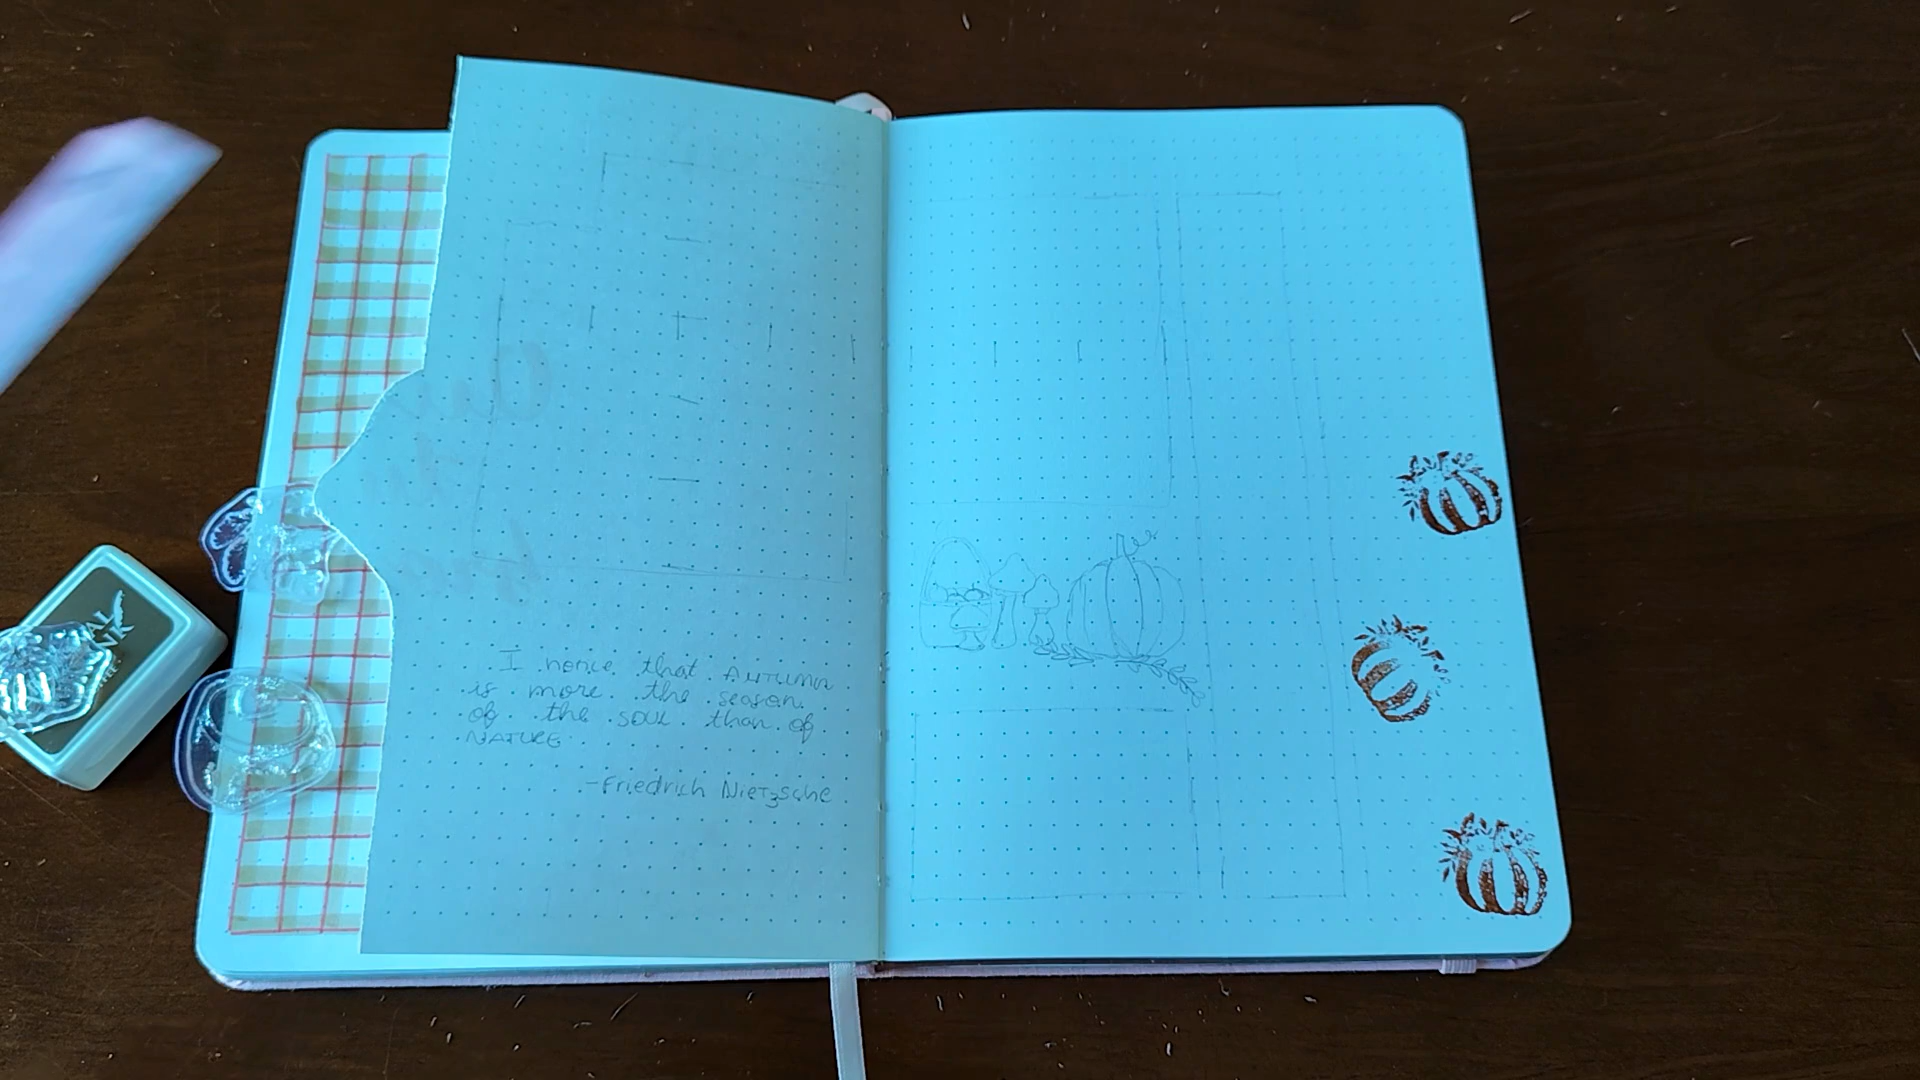 I notice that AUTUMN
is more the season
of the SOUL than of
NATURE
-Friedrich Nietzsche